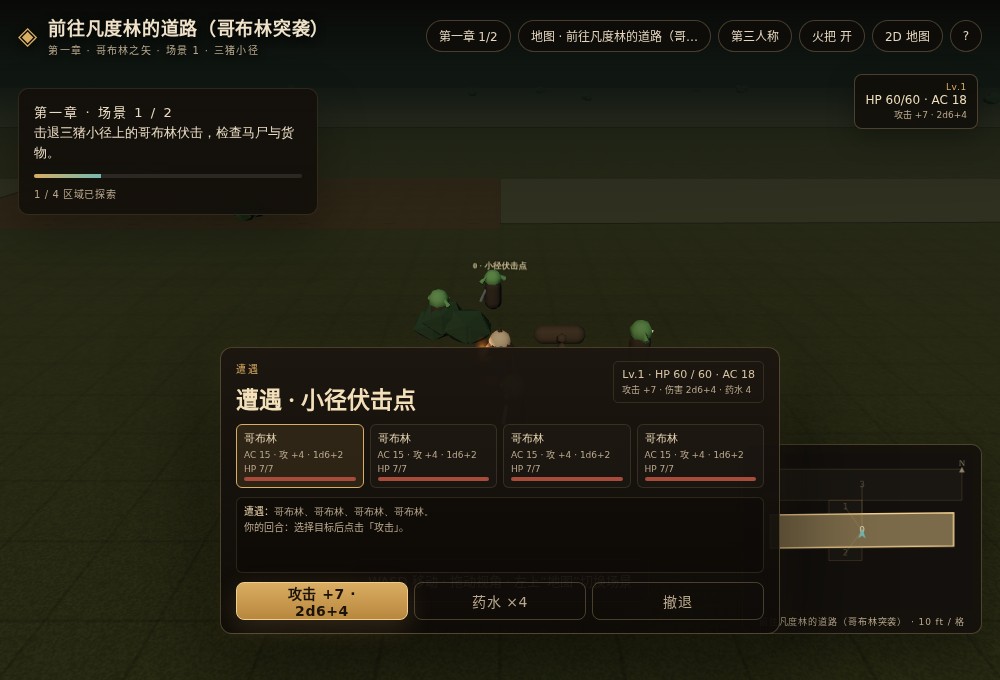 前往凡度林的道路（哥布林突袭）
第一章 · 哥布林之矢 · 场景 1 · 三猪小径
第一章 1/2
地图 · 前往凡度林的道路（哥…
第三人称
火把 开
2D 地图
?
Lv.1
HP 60/60 · AC 18
攻击 +7 · 2d6+4
第一章 · 场景 1 / 2
击退三猪小径上的哥布林伏击，检查马尸与货
物。
1 / 4 区域已探索
0 · 小径伏击点
遭遇
遭遇 · 小径伏击点
Lv.1 · HP 60 / 60 · AC 18
攻击 +7 · 伤害 2d6+4 · 药水 4
哥布林
AC 15 · 攻 +4 · 1d6+2
HP 7/7
哥布林
AC 15 · 攻 +4 · 1d6+2
HP 7/7
哥布林
AC 15 · 攻 +4 · 1d6+2
HP 7/7
哥布林
AC 15 · 攻 +4 · 1d6+2
HP 7/7
遭遇：哥布林、哥布林、哥布林、哥布林。
你的回合：选择目标后点击「攻击」。
攻击 +7 ·
2d6+4
药水 ×4
撤退
N
3
1
0
2
凡度林的道路（哥布林突袭） · 10 ft / 格